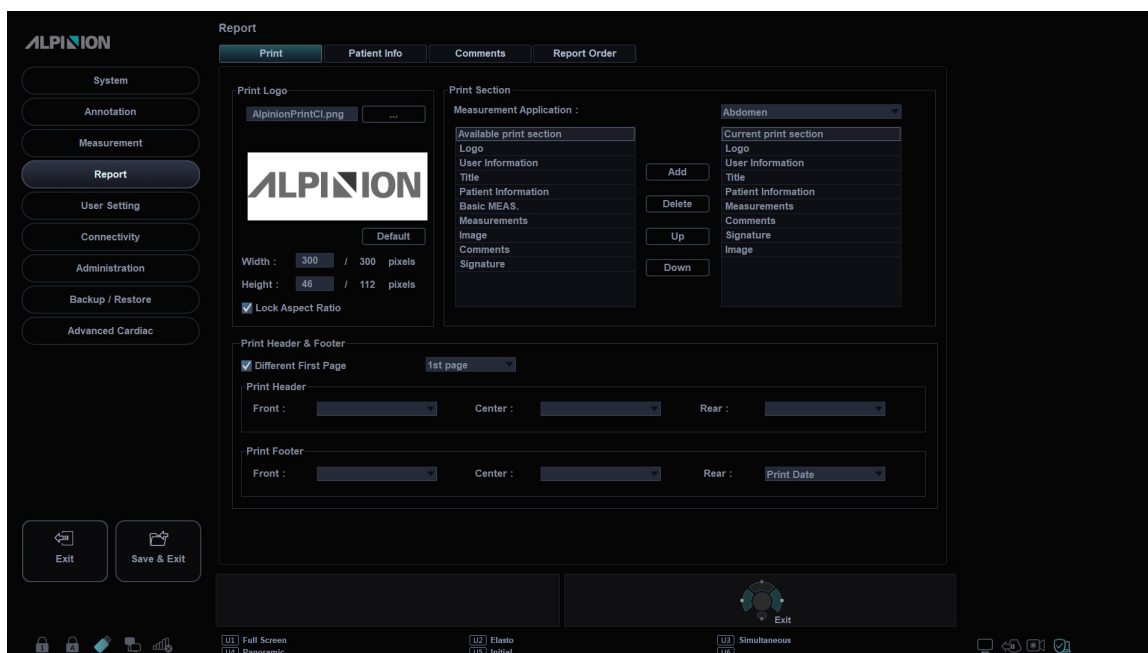 ALPINION
Report
Print Patient Info Comments Report Order
System
Annotation
Measurement
Report
User Setting
Connectivity
Administration
Backup / Restore
Advanced Cardiac
Exit Save & Exit
Print Logo
AlpinionPrintCI.png ...
ALPINION
Default
Width : 300 / 300 pixels
Height : 46 / 112 pixels
Lock Aspect Ratio
Print Section
Measurement Application : Abdomen
Available print section
Logo
User Information
Title
Patient Information
Basic MEAS.
Measurements
Image
Comments
Signature
Add
Delete
Up
Down
Current print section
Logo
User Information
Title
Patient Information
Measurements
Comments
Signature
Image
Print Header & Footer
Different First Page 1st page
Print Header
Front : Center : Rear :
Print Footer
Front : Center : Rear : Print Date
Exit
U1 Full Screen U2 Elasto U3 Simultaneous
U4 Panoramic U5 Initial U6